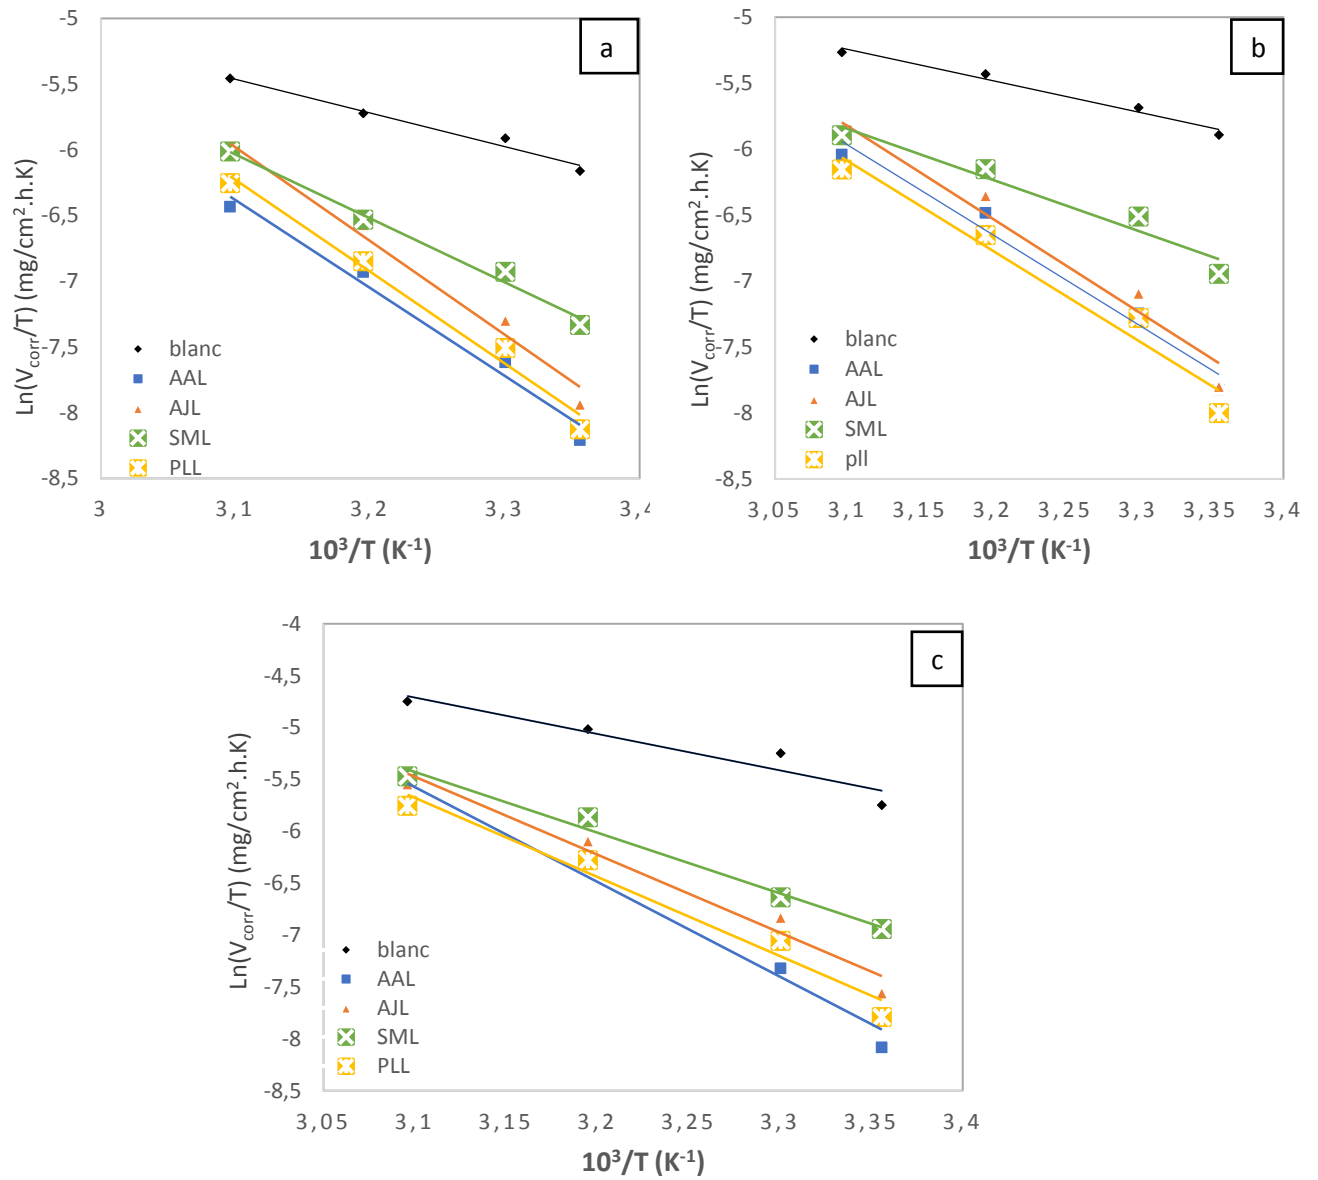 a
-5
-5,5
-6
-6,5
-7
-7,5
-8
-8,5
Ln(Vcorr/T) (mg/cm².h.K)
blanc
AAL
AJL
SML
PLL
3 3,1 3,2 3,3 3,4
10³/T (K⁻¹)
b
-5
-5,5
-6
-6,5
-7
-7,5
-8
-8,5
Ln(Vcorr/T) (mg/cm².h.K)
blanc
AAL
AJL
SML
pll
3,05 3,1 3,15 3,2 3,25 3,3 3,35 3,4
10³/T (K⁻¹)
c
-4
-4,5
-5
-5,5
-6
-6,5
-7
-7,5
-8
-8,5
Ln(Vcorr/T) (mg/cm².h.K)
blanc
AAL
AJL
SML
PLL
3,05 3,1 3,15 3,2 3,25 3,3 3,35 3,4
10³/T (K⁻¹)